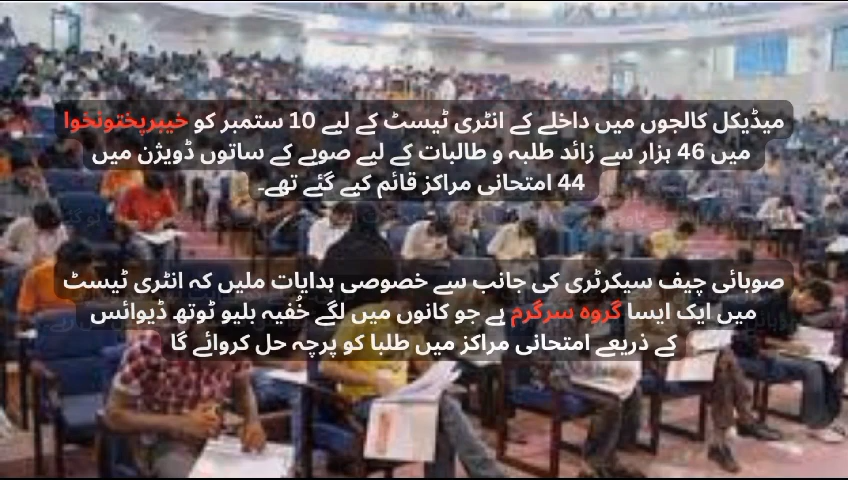 میڈیکل کالجوں میں داخلے کے انٹری ٹیسٹ کے لیے 10 ستمبر کو خیبرپختونخوا
میں 46 ہزار سے زائد طلبہ و طالبات کے لیے صوبے کے ساتوں ڈویژن میں
44 امتحانی مراکز قائم کیے گئے تھے۔
صوبائی چیف سیکرٹری کی جانب سے خصوصی ہدایات ملیں کہ انٹری ٹیسٹ
میں ایک ایسا گروہ سرگرم ہے جو کانوں میں لگے خُفیہ بلیو ٹوتھ ڈیوائس
کے ذریعے امتحانی مراکز میں طلبا کو پرچہ حل کروائے گا